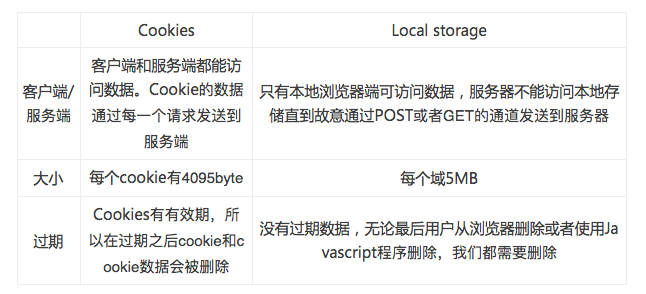 Cookies
Local storage
客户端/
服务端
客户端和服务端都能访
问数据。Cookie的数据
通过每一个请求发送到
服务端
只有本地浏览器端可访问数据，服务器不能访问本地存
储直到故意通过POST或者GET的通道发送到服务器
大小
每个cookie有4095byte
每个域5MB
过期
Cookies有有效期，所
以在过期之后cookie和c
ookie数据会被删除
没有过期数据，无论最后用户从浏览器删除或者使用Ja
vascript程序删除，我们都需要删除